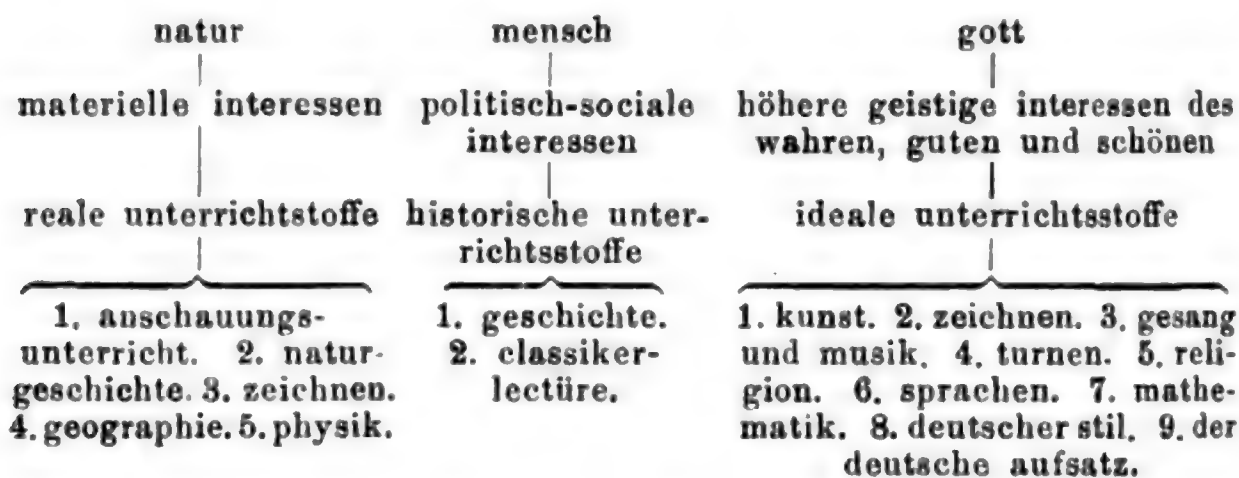 natur
materielle interessen
reale unterrichtstoffe
1. anschauungs-
unterricht. 2. natur-
geschichte. 3. zeichnen.
4. geographie. 5. physik.
mensch
politisch-sociale
interessen
historische unter-
richtsstoffe
1. geschichte.
2. classiker-
lectüre.
gott
höhere geistige interessen des
wahren, guten und schönen
ideale unterrichtsstoffe
1. kunst. 2. zeichnen. 3. gesang
und musik. 4. turnen. 5. reli-
gion. 6. sprachen. 7. mathe-
matik. 8. deutscher stil. 9. der
deutsche aufsatz.